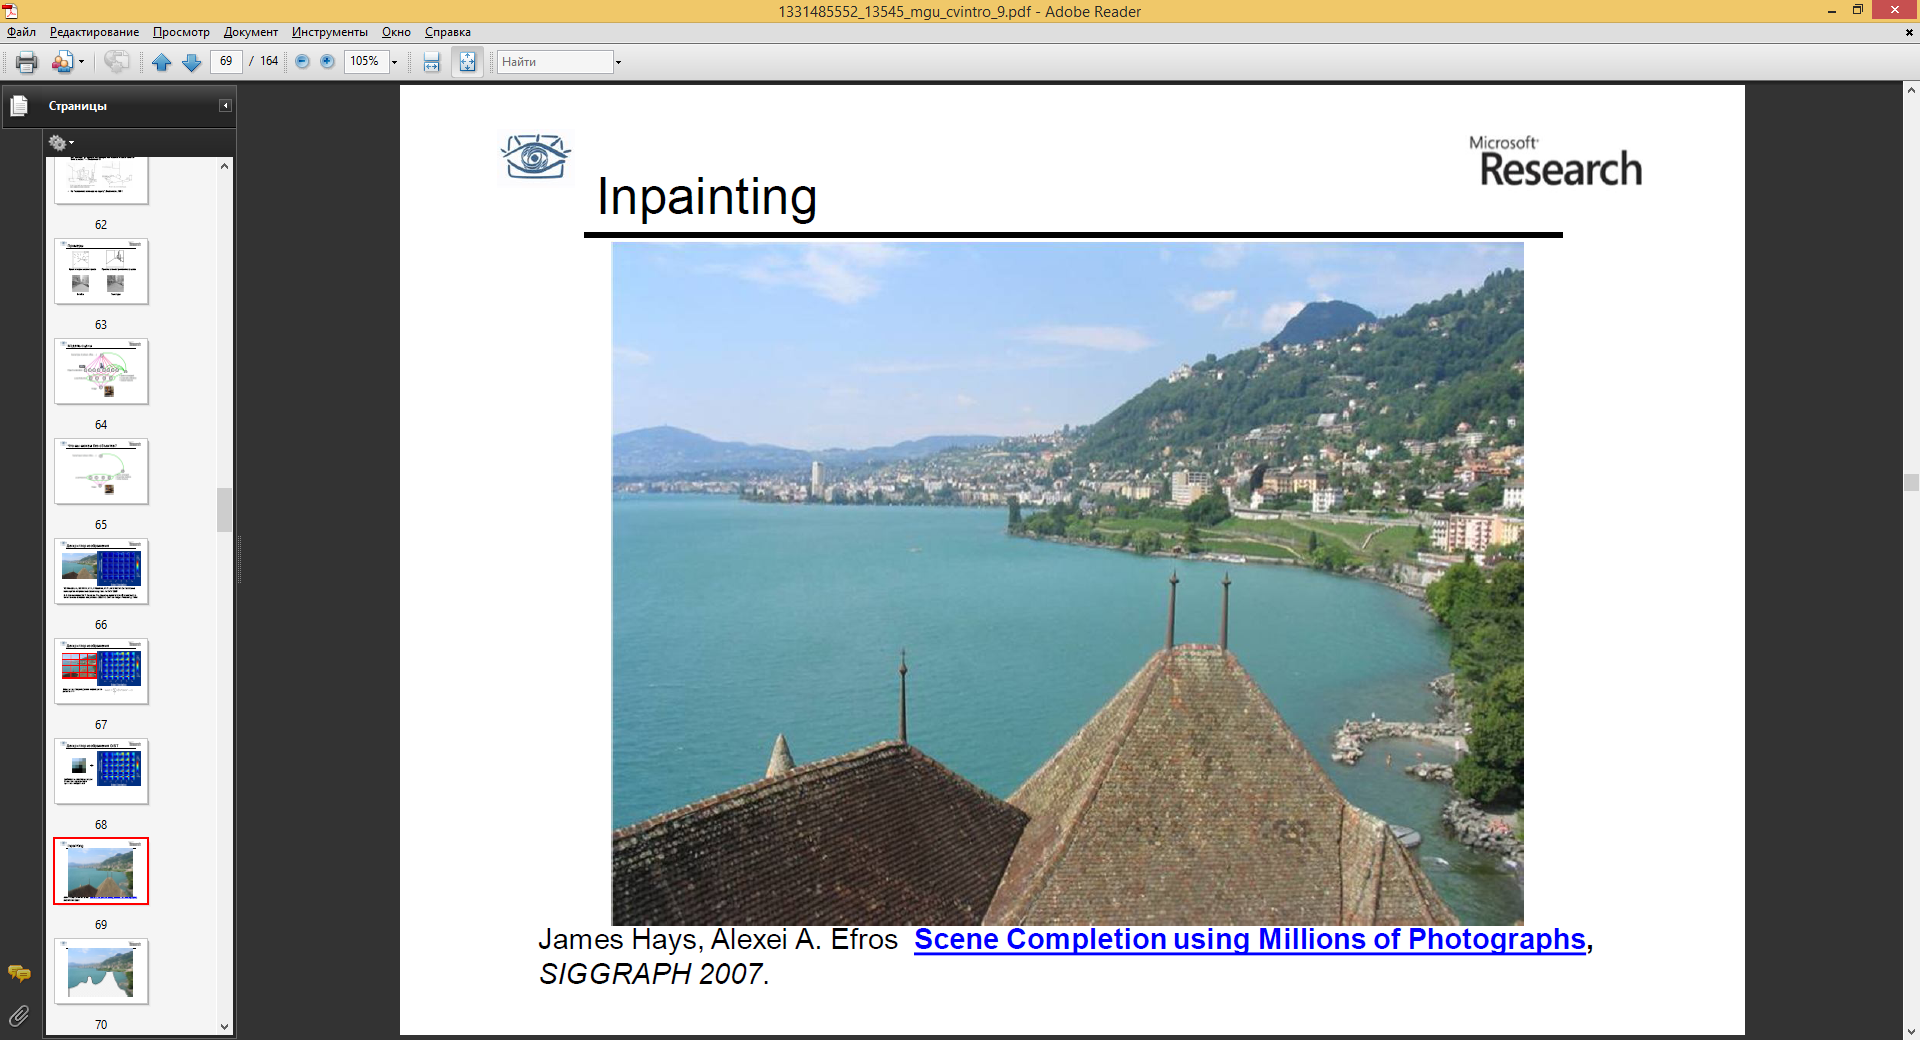 1331485552_13545_mgu_cvintro_9.pdf - Adobe Reader
Файл Редактирование Просмотр Документ Инструменты Окно Справка
69 / 164 105% Найти
Страницы
62
63
64
65
66
67
68
69
70
Microsoft
Research
Inpainting
James Hays, Alexei A. Efros Scene Completion using Millions of Photographs,
SIGGRAPH 2007.